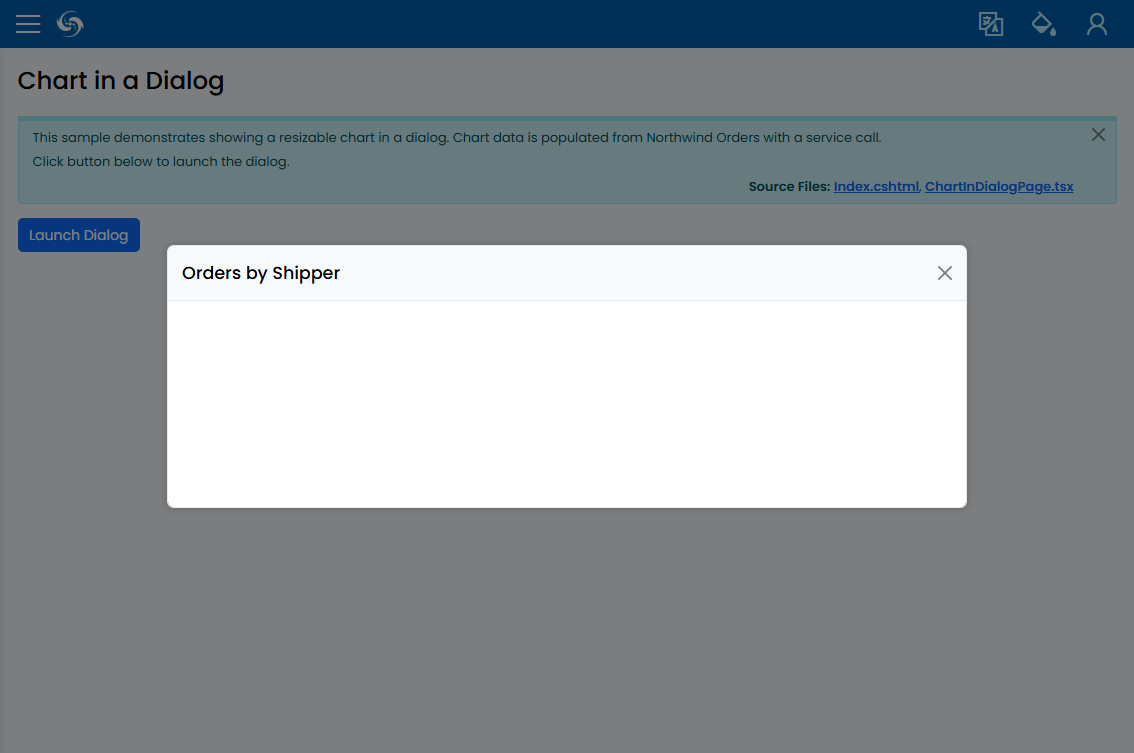 Chart in a Dialog
This sample demonstrates showing a resizable chart in a dialog. Chart data is populated from Northwind Orders with a service call.
Click button below to launch the dialog.
Source Files: Index.cshtml, ChartInDialogPage.tsx
Launch Dialog
Orders by Shipper